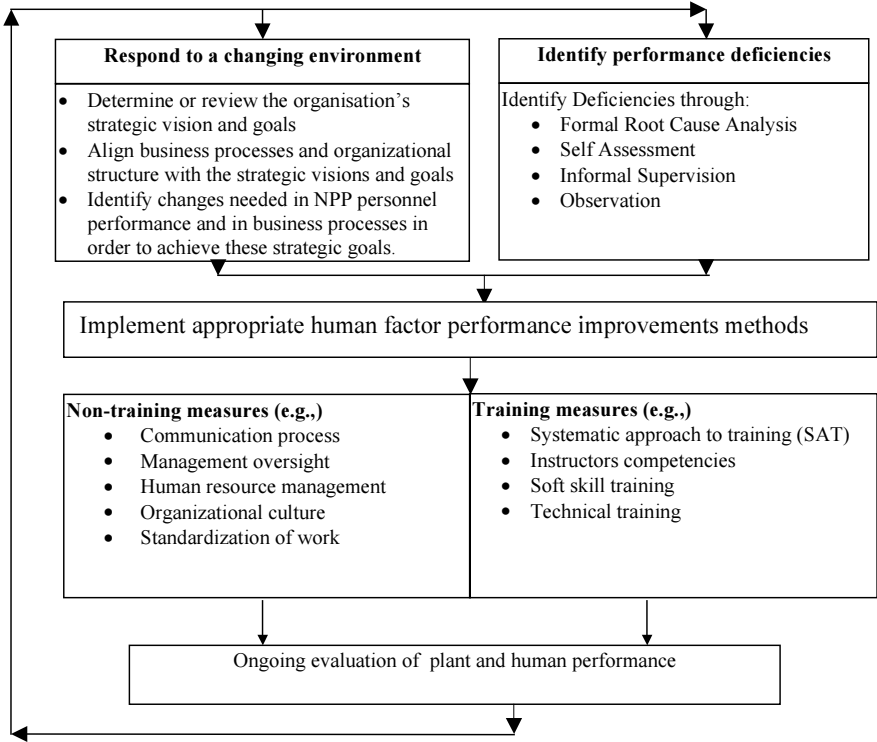 Respond to a changing environment
• Determine or review the organisation's
strategic vision and goals
• Align business processes and organizational
structure with the strategic visions and goals
• Identify changes needed in NPP personnel
performance and in business processes in
order to achieve these strategic goals.
Identify performance deficiencies
Identify Deficiencies through:
• Formal Root Cause Analysis
• Self Assessment
• Informal Supervision
• Observation
Implement appropriate human factor performance improvements methods
Non-training measures (e.g.,)
• Communication process
• Management oversight
• Human resource management
• Organizational culture
• Standardization of work
Training measures (e.g.,)
• Systematic approach to training (SAT)
• Instructors competencies
• Soft skill training
• Technical training
Ongoing evaluation of plant and human performance